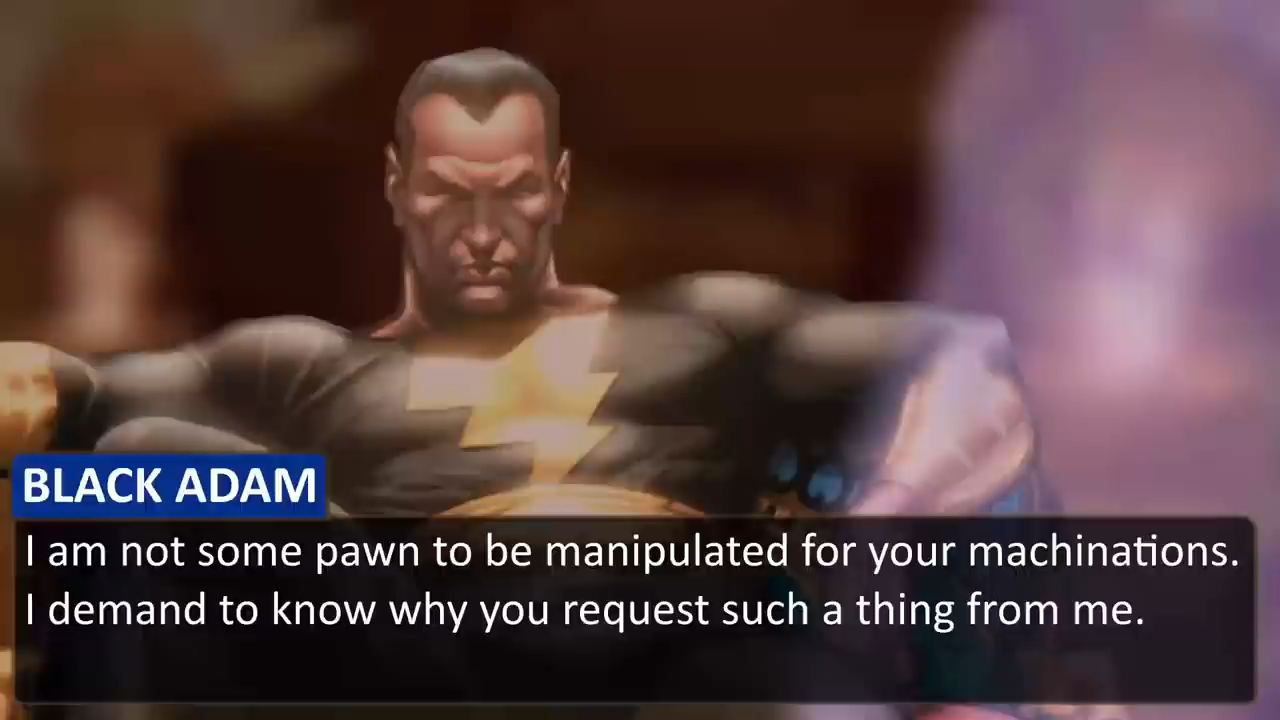 BLACK ADAM
I am not some pawn to be manipulated for your machinations.
I demand to know why you request such a thing from me.